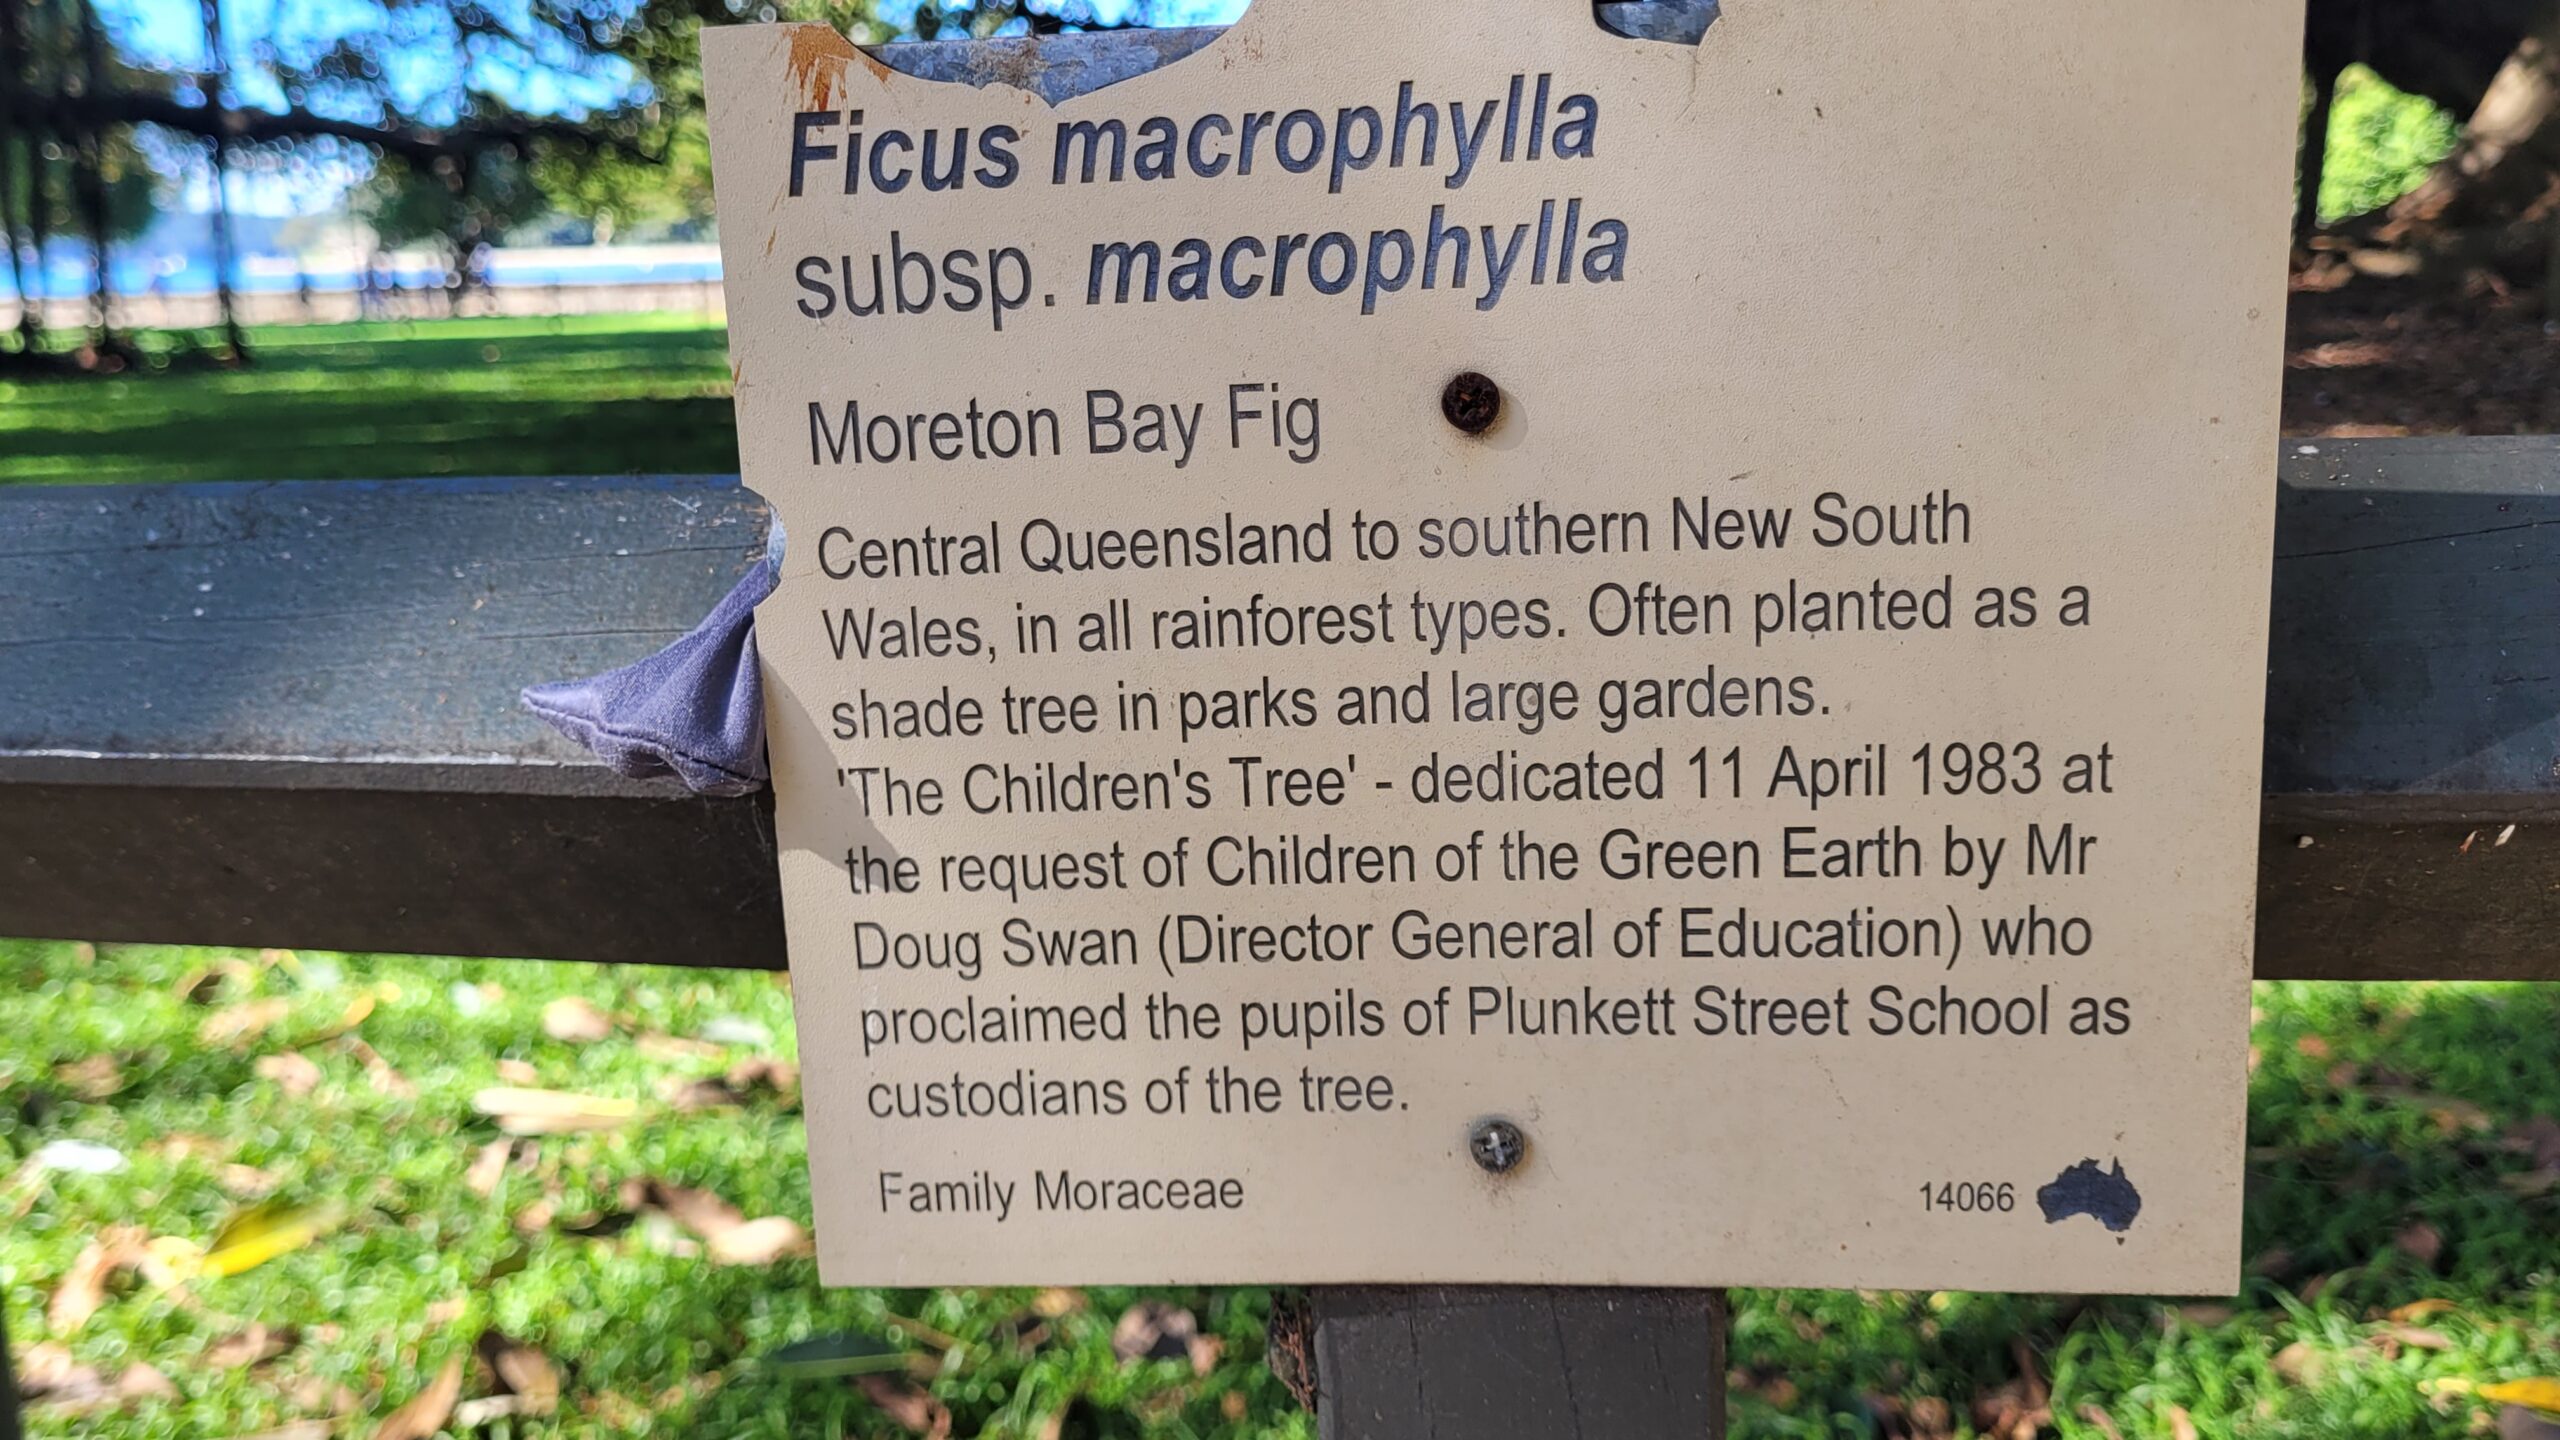 Ficus macrophylla
subsp. macrophylla
Moreton Bay Fig
Central Queensland to southern New South
Wales, in all rainforest types. Often planted as a
shade tree in parks and large gardens.
'The Children's Tree' - dedicated 11 April 1983 at
the request of Children of the Green Earth by Mr
Doug Swan (Director General of Education) who
proclaimed the pupils of Plunkett Street School as
custodians of the tree.
Family Moraceae
14066